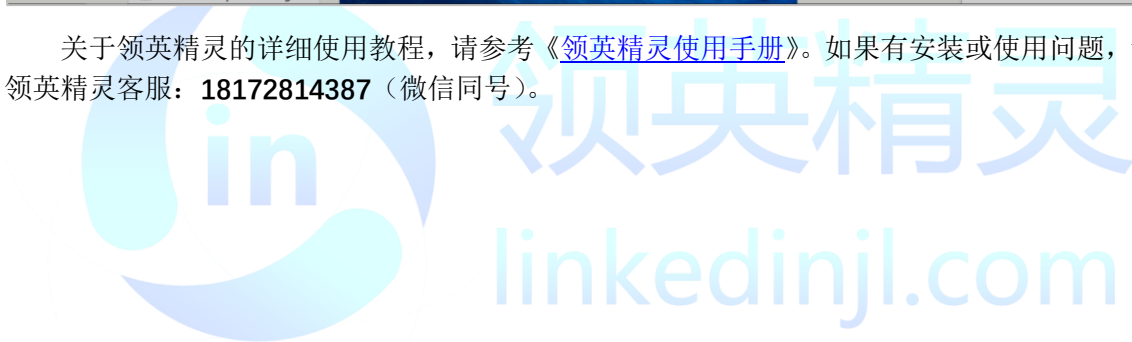 关于领英精灵的详细使用教程，请参考《领英精灵使用手册》。如果有安装或使用问题，
领英精灵客服：18172814387（微信同号）。
in
领英精灵
linkedinjl.com